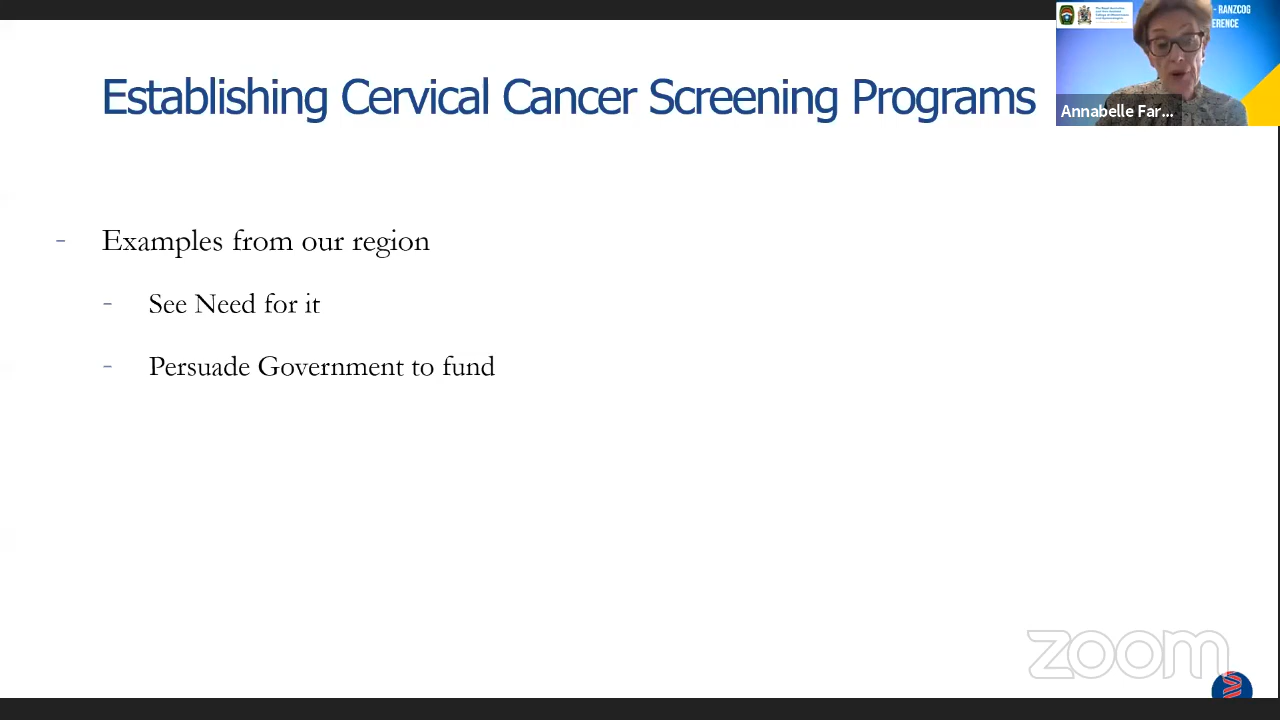 Establishing Cervical Cancer Screening Programs
- RANZCOG
ERENCE
Annabelle Far...
- Examples from our region
- See Need for it
- Persuade Government to fund
zoom